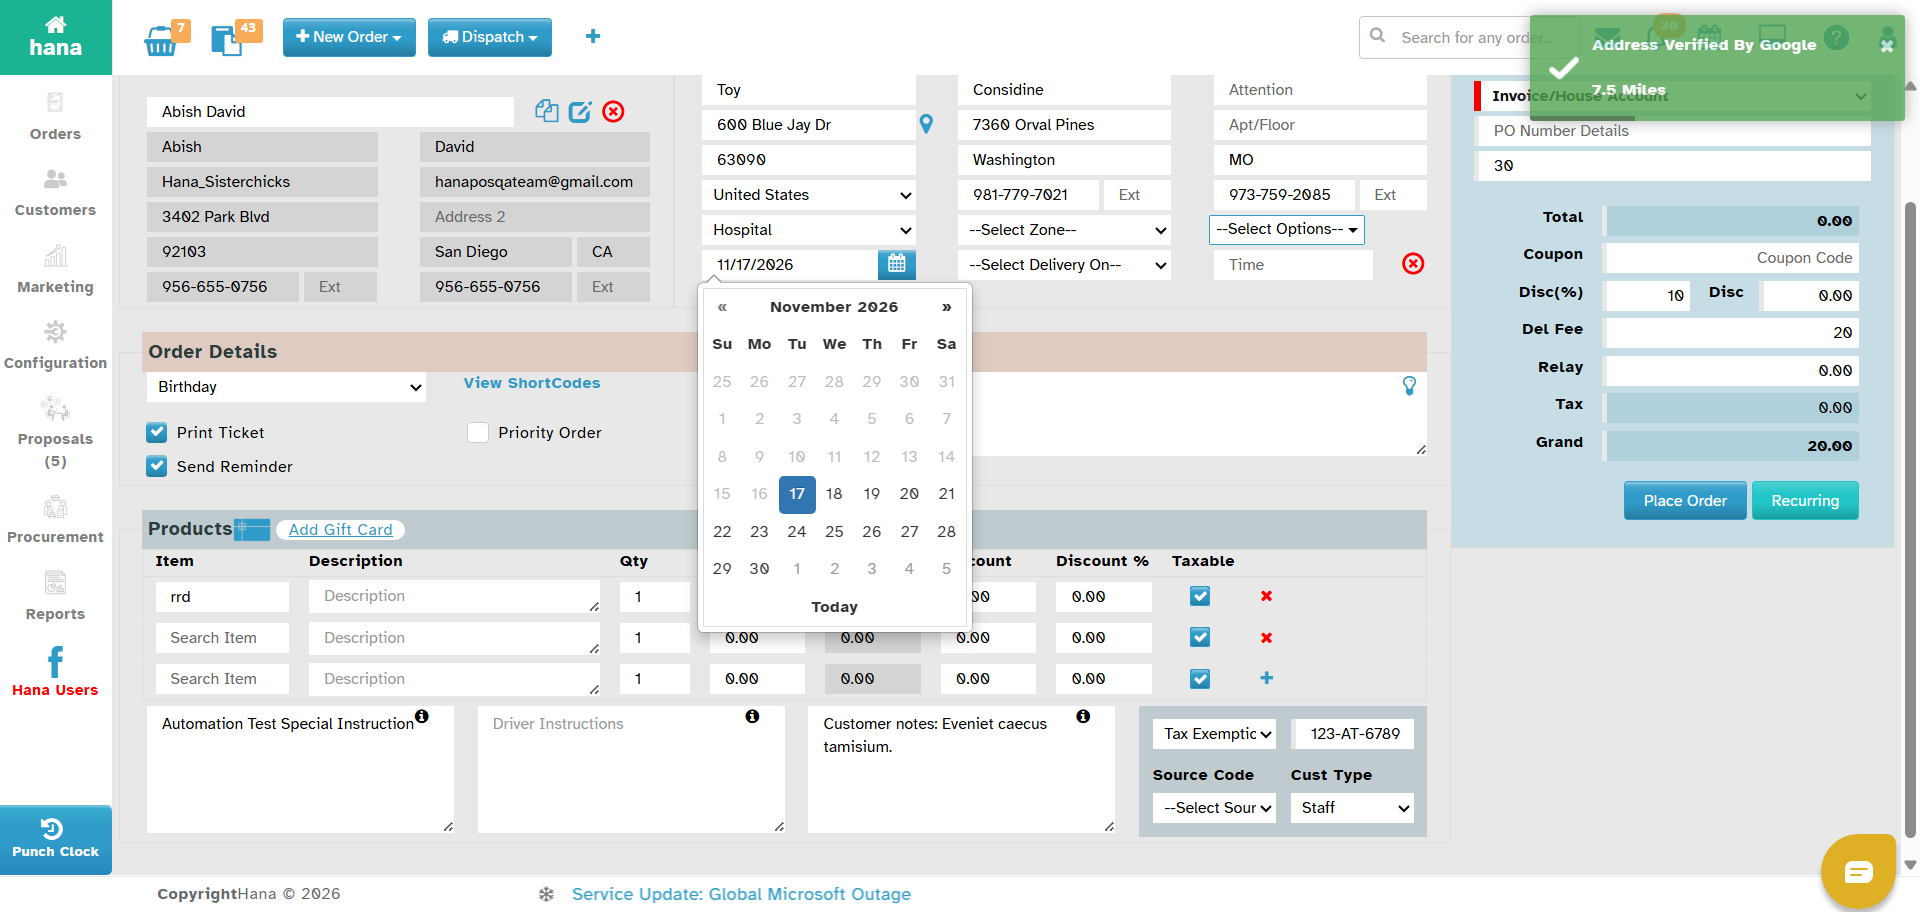 hana
7
43
New Order
Dispatch
Search for any order...
30
Address Verified By Google
7.5 Miles
Orders
Customers
Marketing
Configuration
Proposals
(5)
Procurement
Reports
Hana Users
Punch Clock
Abish David
Abish
David
Hana_Sisterchicks
hanaposqateam@gmail.com
3402 Park Blvd
Address 2
92103
San Diego
CA
956-655-0756
Ext
956-655-0756
Ext
Toy
Considine
Attention
600 Blue Jay Dr
7360 Orval Pines
Apt/Floor
63090
Washington
MO
United States
981-779-7021
Ext
973-759-2085
Ext
Hospital
--Select Zone--
--Select Options--
11/17/2026
--Select Delivery On--
Time
« November 2026 »
Su Mo Tu We Th Fr Sa
25 26 27 28 29 30 31
1 2 3 4 5 6 7
8 9 10 11 12 13 14
15 16 17 18 19 20 21
22 23 24 25 26 27 28
29 30 1 2 3 4 5
Today
Order Details
Birthday
View ShortCodes
Print Ticket
Priority Order
Send Reminder
Products
Add Gift Card
Item Description Qty count Discount % Taxable
rrd Description 1 00 0.00
Search Item Description 1 0.00 0.00 0.00 0.00
Search Item Description 1 0.00 0.00 0.00 0.00
Automation Test Special Instruction
Driver Instructions
Customer notes: Eveniet caecus
tamisium.
Tax Exemptic
123-AT-6789
Source Code
Cust Type
--Select Sour
Staff
Invoice/House Account
PO Number Details
30
Total 0.00
Coupon Coupon Code
Disc(%) 10 Disc 0.00
Del Fee 20
Relay 0.00
Tax 0.00
Grand 20.00
Place Order
Recurring
CopyrightHana © 2026
Service Update: Global Microsoft Outage